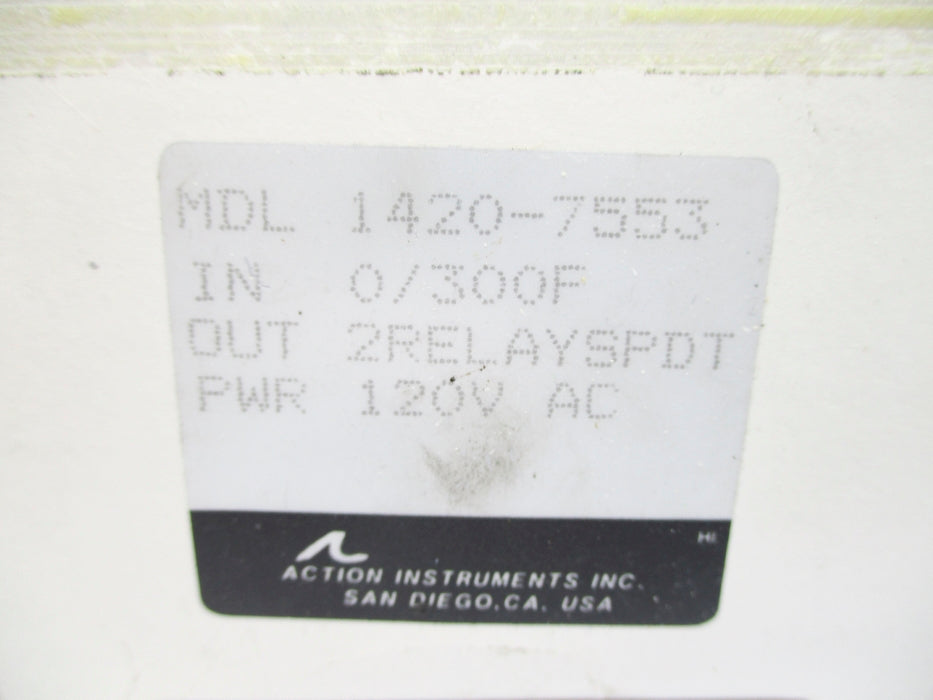 MDL 1420-7553
IN 0/300F
OUT 2RELAYSPDT
PWR 120V AC
ACTION INSTRUMENTS INC.
SAN DIEGO, CA. USA